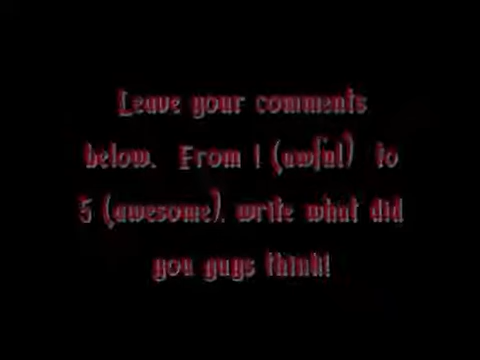 Leave your comments
below. From 1 (awful) to
5 (awesome), write what did
you guys think!